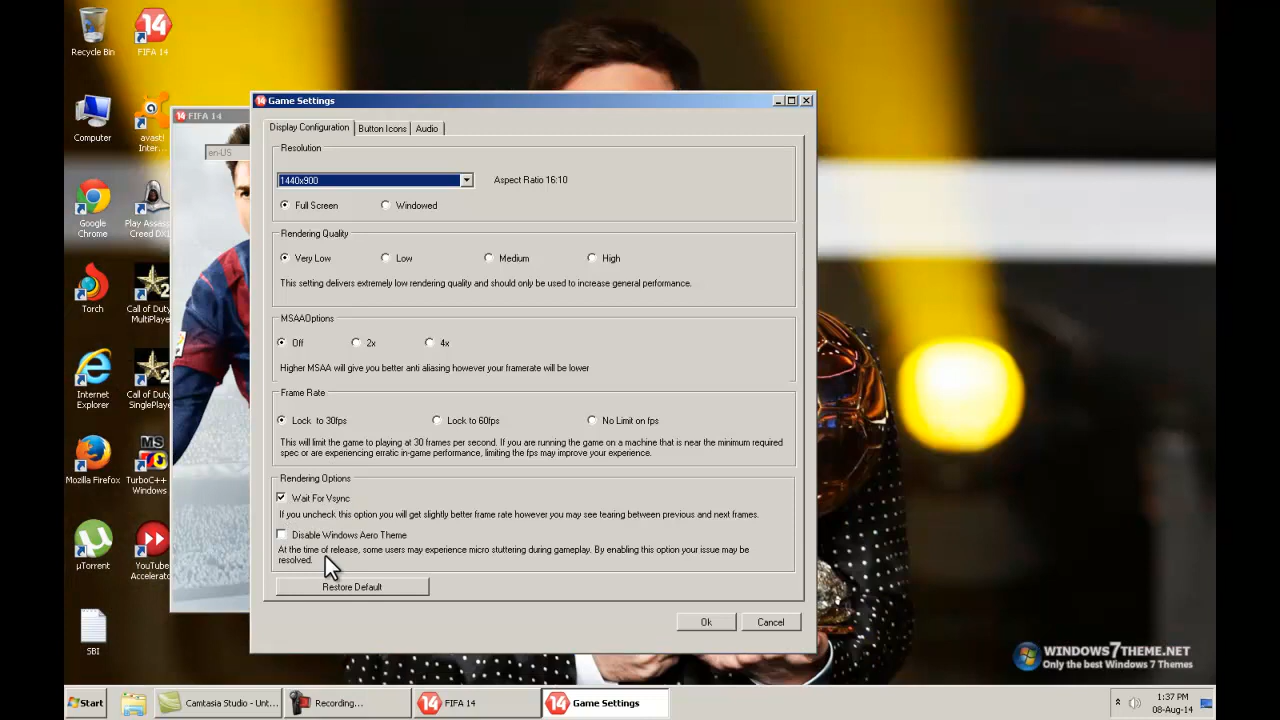 Recycle Bin
14
FIFA 14
Computer
avast!
Inter...
Google
Chrome
Play Assas
Creed DX1
Torch
2
Call of Duty
MultiPlaye
Internet
Explorer
2
Call of Duty
SinglePlaye
Mozilla Firefox
MS
TurboC++
Windows
µTorrent
YouTube
Accelerato
SBI
14 FIFA 14
en-US
14 Game Settings
Display Configuration
Button Icons
Audio
Resolution
1440x900
Aspect Ratio 16:10
Full Screen
Windowed
Rendering Quality
Very Low
Low
Medium
High
This setting delivers extremely low rendering quality and should only be used to increase general performance.
MSAAOptions
Off
2x
4x
Higher MSAA will give you better anti aliasing however your framerate will be lower
Frame Rate
Lock to 30fps
Lock to 60fps
No Limit on fps
This will limit the game to playing at 30 frames per second. If you are running the game on a machine that is near the minimum required
spec or are experiencing erratic in-game performance, limiting the fps may improve your experience.
Rendering Options
Wait For Vsync
If you uncheck this option you will get slightly better frame rate however you may see tearing between previous and next frames.
Disable Windows Aero Theme
At the time of release, some users may experience micro stuttering during gameplay. By enabling this option your issue may be
resolved.
Restore Default
Ok
Cancel
WINDOWS7THEME.NET
Only the best Windows 7 Themes
Start
Camtasia Studio - Unt...
Recording...
14 FIFA 14
14 Game Settings
1:37 PM
08-Aug-14